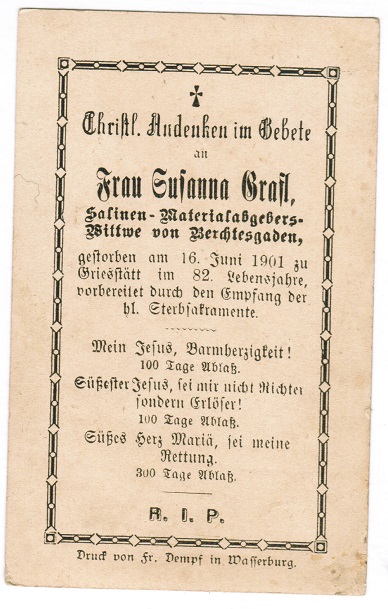 Christl. Andenken im Gebete
an
Frau Susanna Grasl,
Salinen-Materialabgebers-
Wittwe von Berchtesgaden,
gestorben am 16. Juni 1901 zu
Griesstätt im 82. Lebensjahre,
vorbereitet durch den Empfang der
hl. Sterbsakramente.
Mein Jesus, Barmherzigkeit!
100 Tage Ablaß.
Süßester Jesus, sei mir nicht Richter
sondern Erlöser!
100 Tage Ablaß.
Süßes Herz Mariä, sei meine
Rettung.
300 Tage Ablaß.
R. I. P.
Druck von Fr. Dempf in Wasserburg.